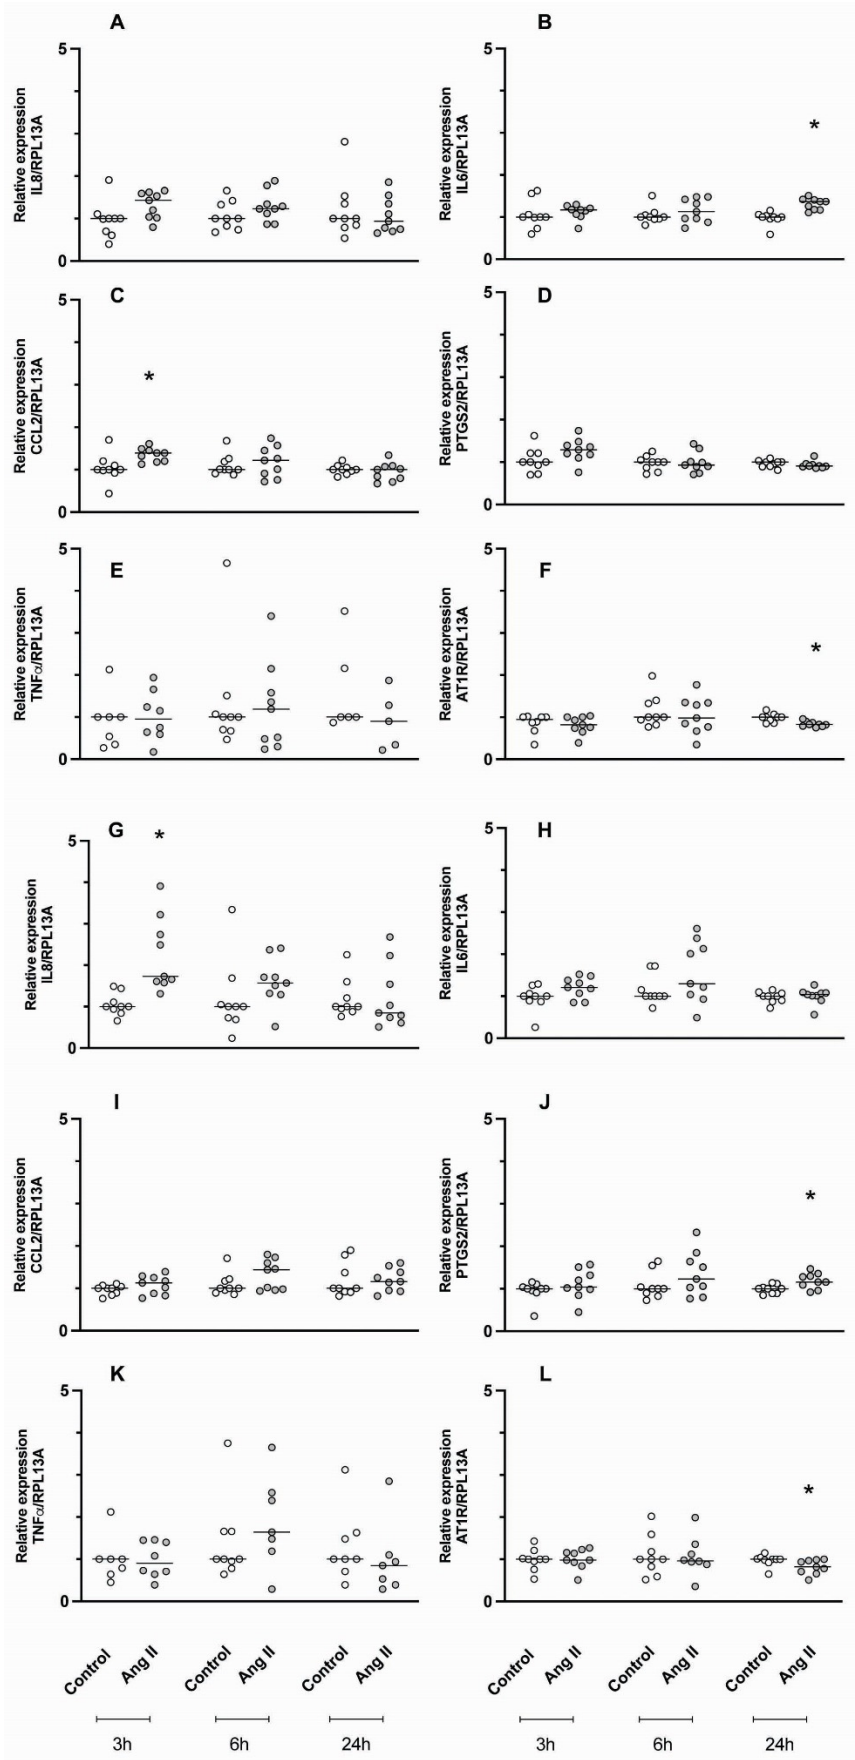 A
B
5
0
Relative expression
IL8/RPL13A
5
0
Relative expression
IL6/RPL13A
*
C
D
5
0
Relative expression
CCL2/RPL13A
*
5
0
Relative expression
PTGS2/RPL13A
E
F
5
0
Relative expression
TNFα/RPL13A
5
0
Relative expression
AT1R/RPL13A
*
G
H
5
0
Relative expression
IL8/RPL13A
*
5
0
Relative expression
IL6/RPL13A
I
J
5
0
Relative expression
CCL2/RPL13A
5
0
Relative expression
PTGS2/RPL13A
*
K
L
5
0
Relative expression
TNFα/RPL13A
5
0
Relative expression
AT1R/RPL13A
*
Control Ang II Control Ang II Control Ang II
3h 6h 24h
Control Ang II Control Ang II Control Ang II
3h 6h 24h